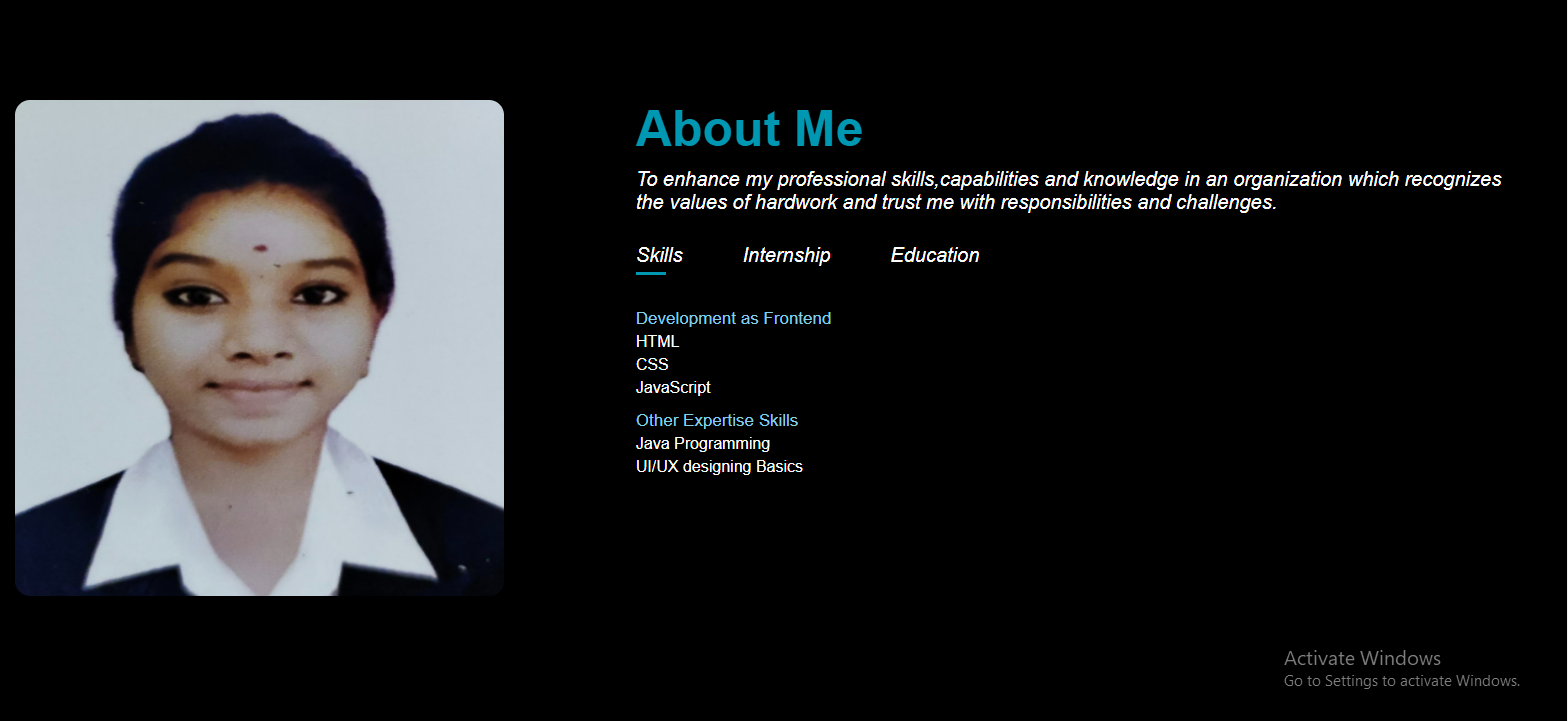 About Me
To enhance my professional skills,capabilities and knowledge in an organization which recognizes
the values of hardwork and trust me with responsibilities and challenges.
Skills Internship Education
Development as Frontend
HTML
CSS
JavaScript
Other Expertise Skills
Java Programming
UI/UX designing Basics
Activate Windows
Go to Settings to activate Windows.